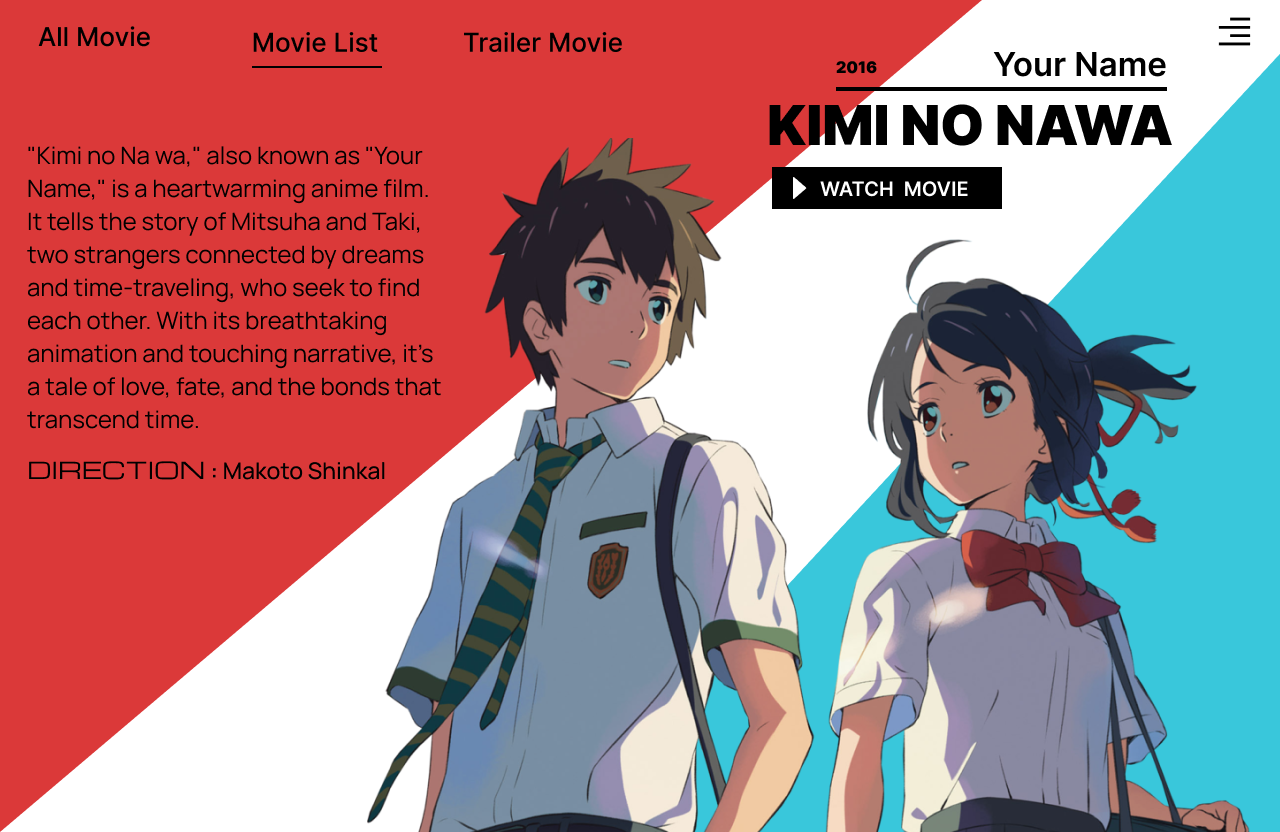 All Movie
Movie List
Trailer Movie
2016
Your Name
KIMI NO NAWA
WATCH MOVIE
"Kimi no Na wa," also known as "Your
Name," is a heartwarming anime film.
It tells the story of Mitsuha and Taki,
two strangers connected by dreams
and time-traveling, who seek to find
each other. With its breathtaking
animation and touching narrative, it's
a tale of love, fate, and the bonds that
transcend time.
DIRECTION : Makoto Shinkal